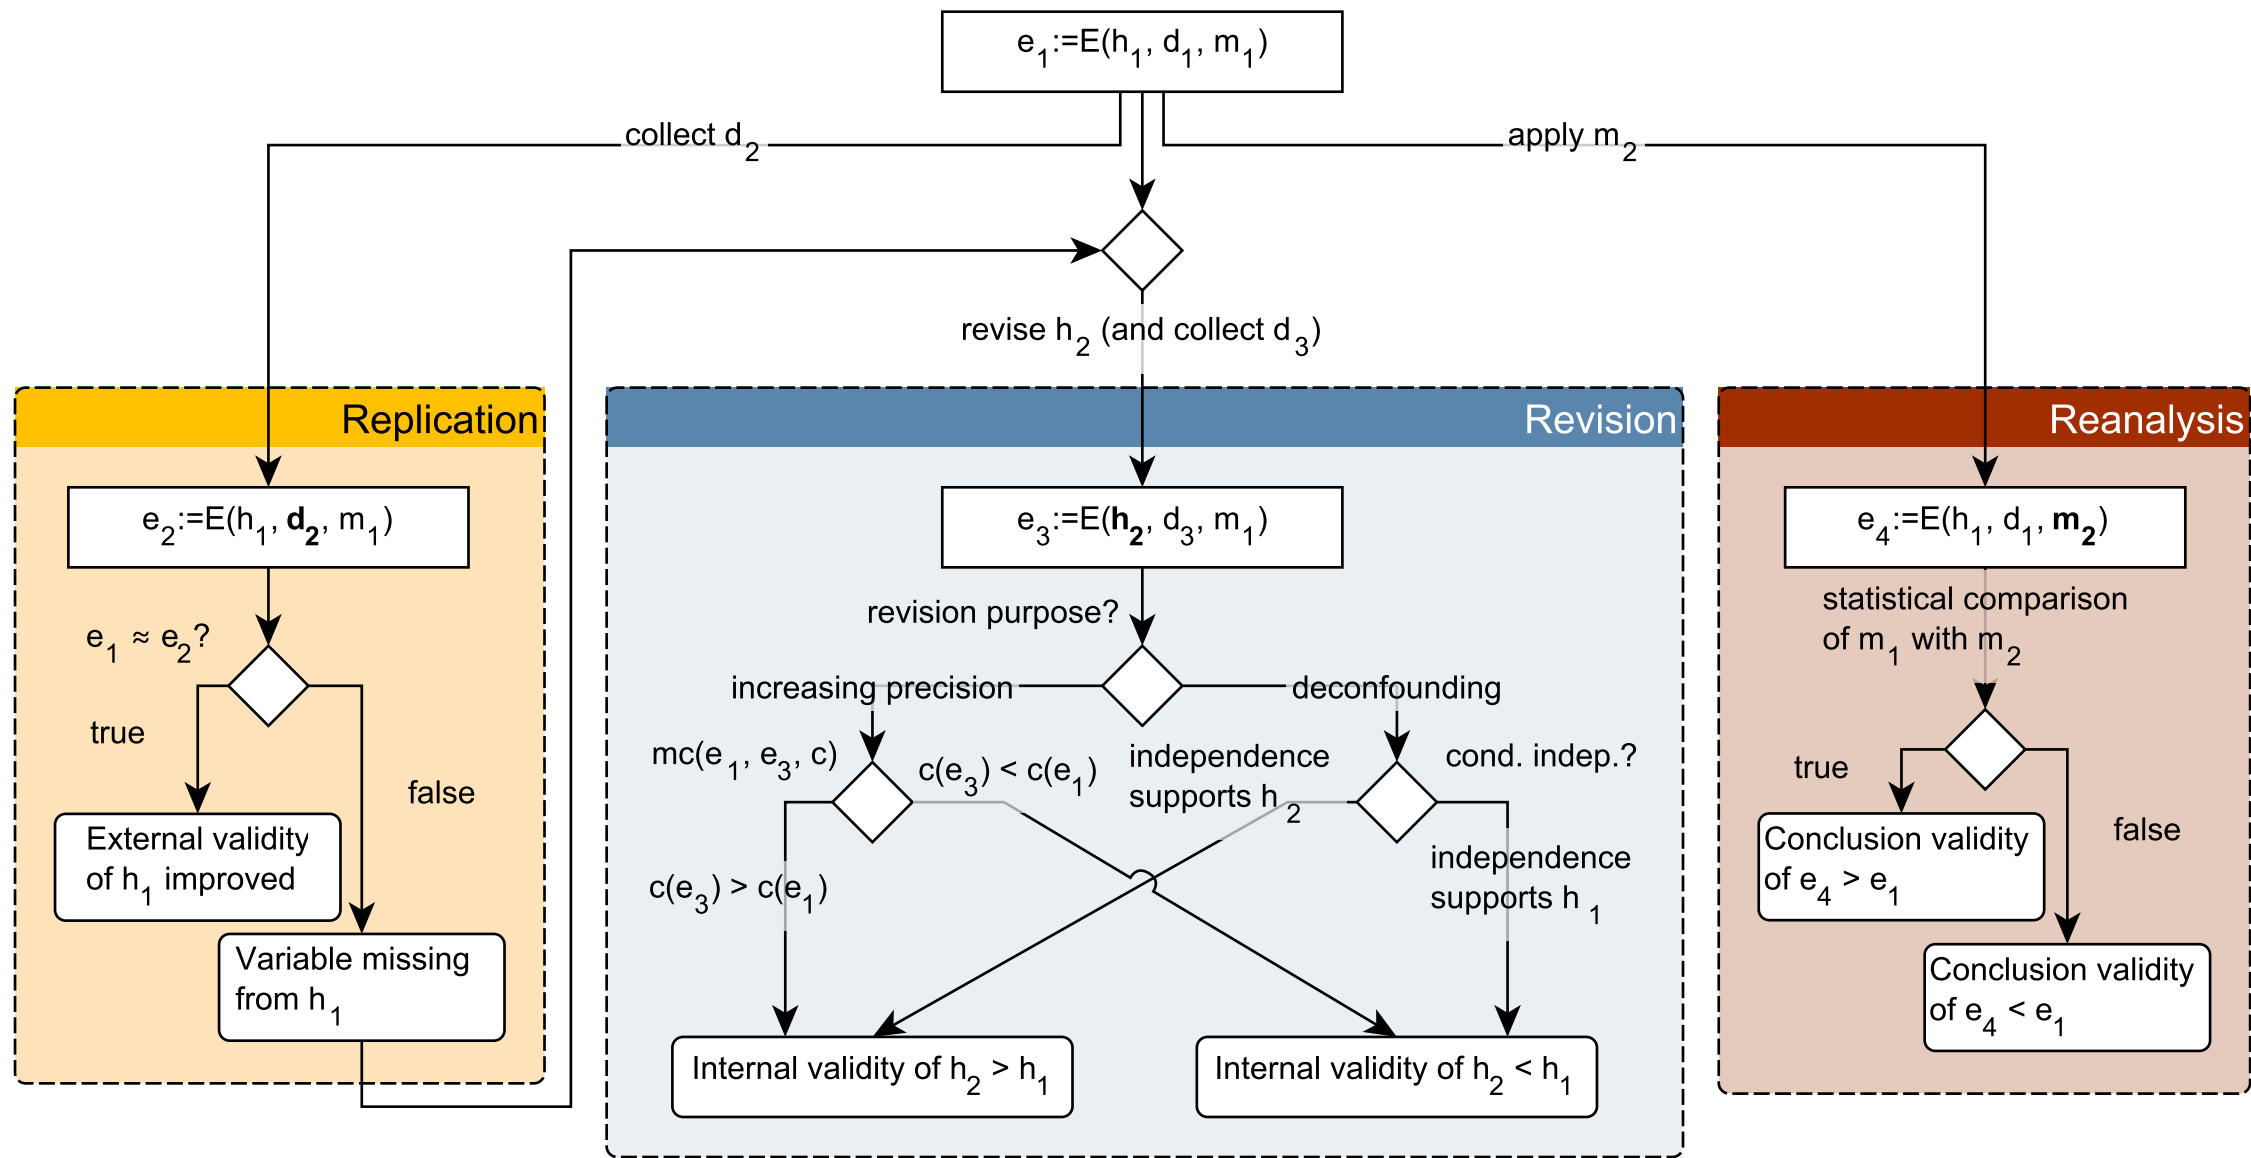 e1:=E(h1, d1, m1)
collect d2
apply m2
revise h2 (and collect d3)
Replication
Revision
Reanalysis
e2:=E(h1, d2, m1)
e3:=E(h2, d3, m1)
e4:=E(h1, d1, m2)
e1 ≈ e2?
true
false
External validity
of h1 improved
Variable missing
from h1
revision purpose?
increasing precision
deconfounding
mc(e1, e3, c)
c(e3) < c(e1)
independence
supports h2
cond. indep.?
c(e3) > c(e1)
independence
supports h1
Internal validity of h2 > h1
Internal validity of h2 < h1
statistical comparison
of m1 with m2
true
false
Conclusion validity
of e4 > e1
Conclusion validity
of e4 < e1